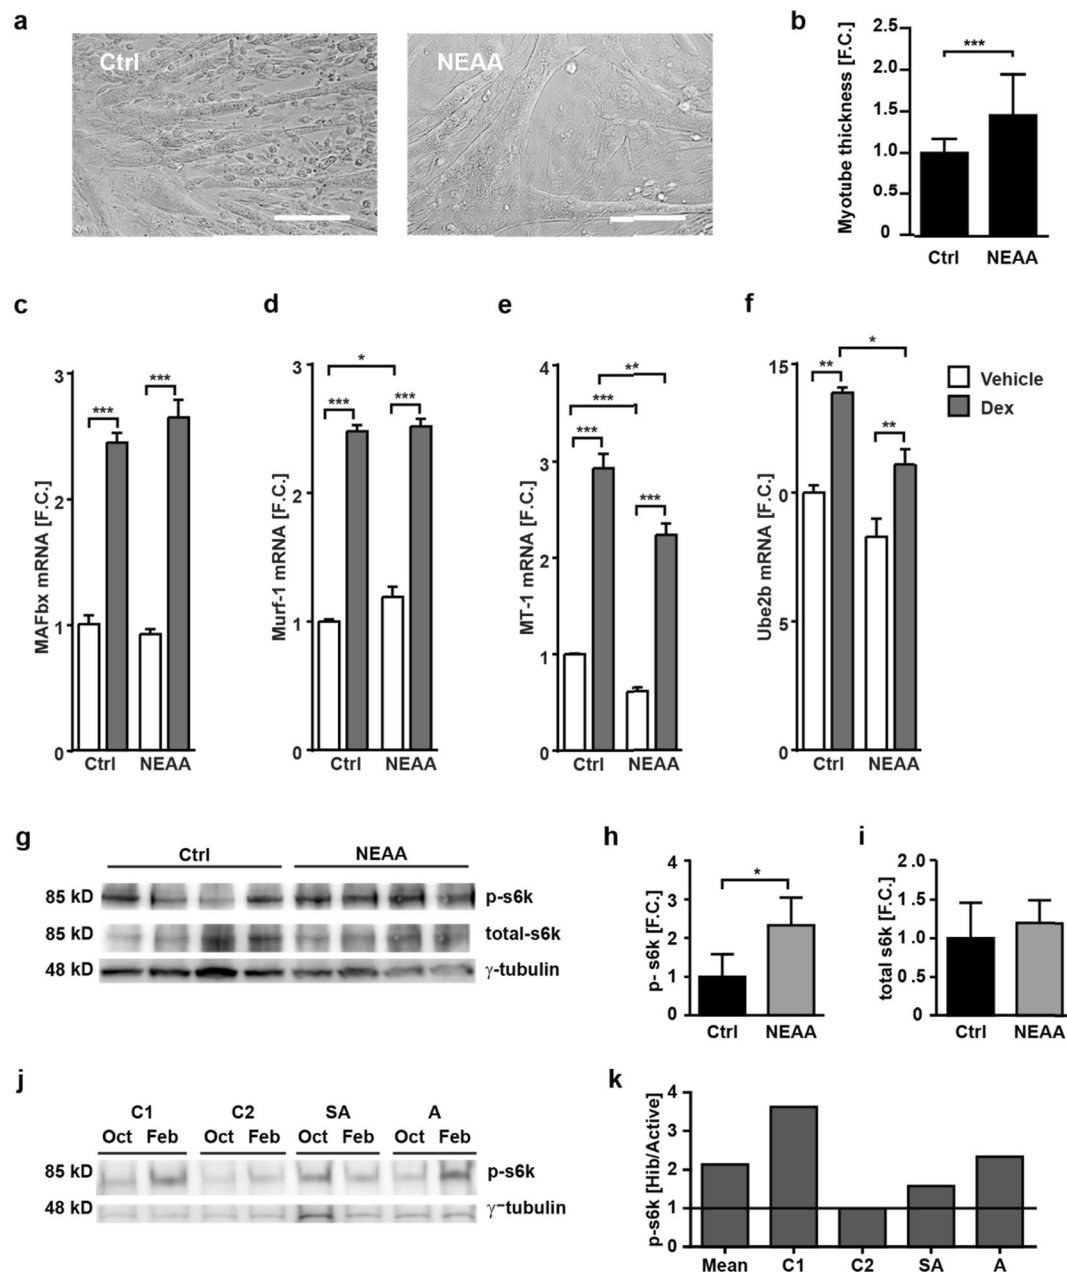 a
Ctrl
NEAA
b
Myotube thickness [F.C.]
2.5
2.0
1.5
1.0
0.5
0
***
Ctrl NEAA
c
MAFbx mRNA [F.C.]
3
2
1
0
***
***
Ctrl NEAA
d
Murf-1 mRNA [F.C.]
3
2
1
0
*
***
***
Ctrl NEAA
e
MT-1 mRNA [F.C.]
4
3
2
1
0
**
***
***
***
Ctrl NEAA
f
Ube2b mRNA [F.C.]
15
0
5
0
*
**
**
Ctrl NEAA
Vehicle
Dex
g
Ctrl NEAA
85 kD p-s6k
85 kD total-s6k
48 kD γ-tubulin
h
p- s6k [F.C.]
4
3
2
1
0
*
Ctrl NEAA
i
total s6k [F.C.]
2.0
1.5
1.0
0.5
0
Ctrl NEAA
j
C1 C2 SA A
Oct Feb Oct Feb Oct Feb Oct Feb
85 kD p-s6k
48 kD γ-tubulin
k
p-s6k [Hib/Active]
4
3
2
1
0
Mean C1 C2 SA A